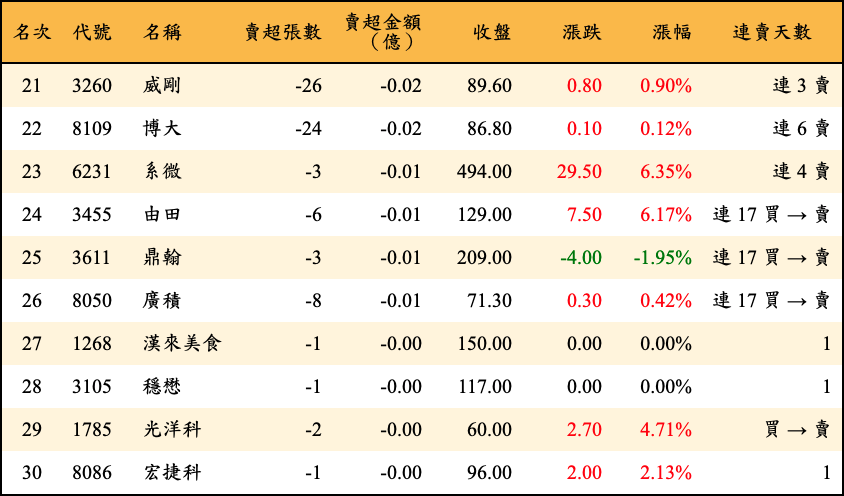 名次 代號 名稱 賣超張數 賣超金額（億） 收盤 漲跌 漲幅 連賣天數
21 3260 威剛 -26 -0.02 89.60 0.80 0.90% 連 3 賣
22 8109 博大 -24 -0.02 86.80 0.10 0.12% 連 6 賣
23 6231 系微 -3 -0.01 494.00 29.50 6.35% 連 4 賣
24 3455 由田 -6 -0.01 129.00 7.50 6.17% 連 17 買 → 賣
25 3611 鼎翰 -3 -0.01 209.00 -4.00 -1.95% 連 17 買 → 賣
26 8050 廣積 -8 -0.01 71.30 0.30 0.42% 連 17 買 → 賣
27 1268 漢來美食 -1 -0.00 150.00 0.00 0.00% 1
28 3105 穩懋 -1 -0.00 117.00 0.00 0.00% 1
29 1785 光洋科 -2 -0.00 60.00 2.70 4.71% 買 → 賣
30 8086 宏捷科 -1 -0.00 96.00 2.00 2.13% 1